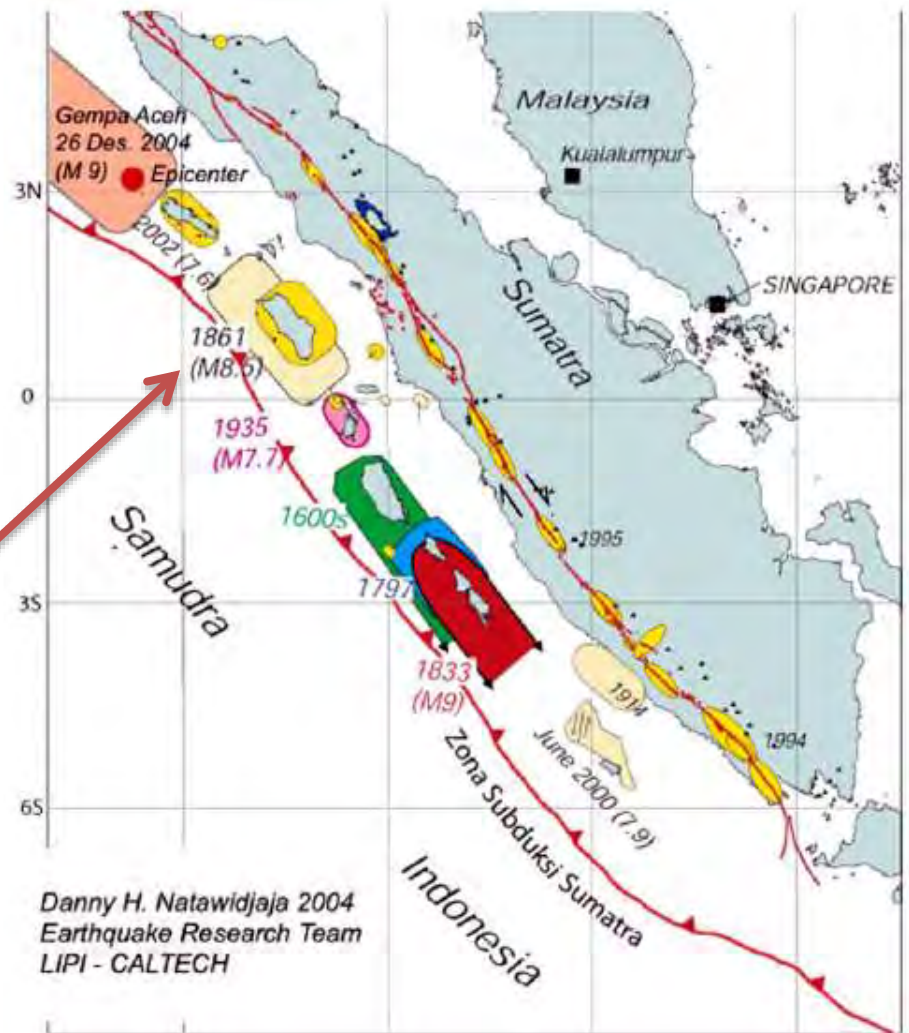 Gempa Aceh
26 Des. 2004
(M 9)
Epicenter
Malaysia
Kualalumpur
3N
2002 (7.6)
SINGAPORE
Sumatra
1861
(M8.5)
0
1935
(M7.7)
1600s
Samudra
1995
1797
3S
1833
(M9)
1914
1994
June 2000 (7.9)
Zona Subduksi Sumatra
6S
Indonesia
Danny H. Natawidjaja 2004
Earthquake Research Team
LIPI - CALTECH